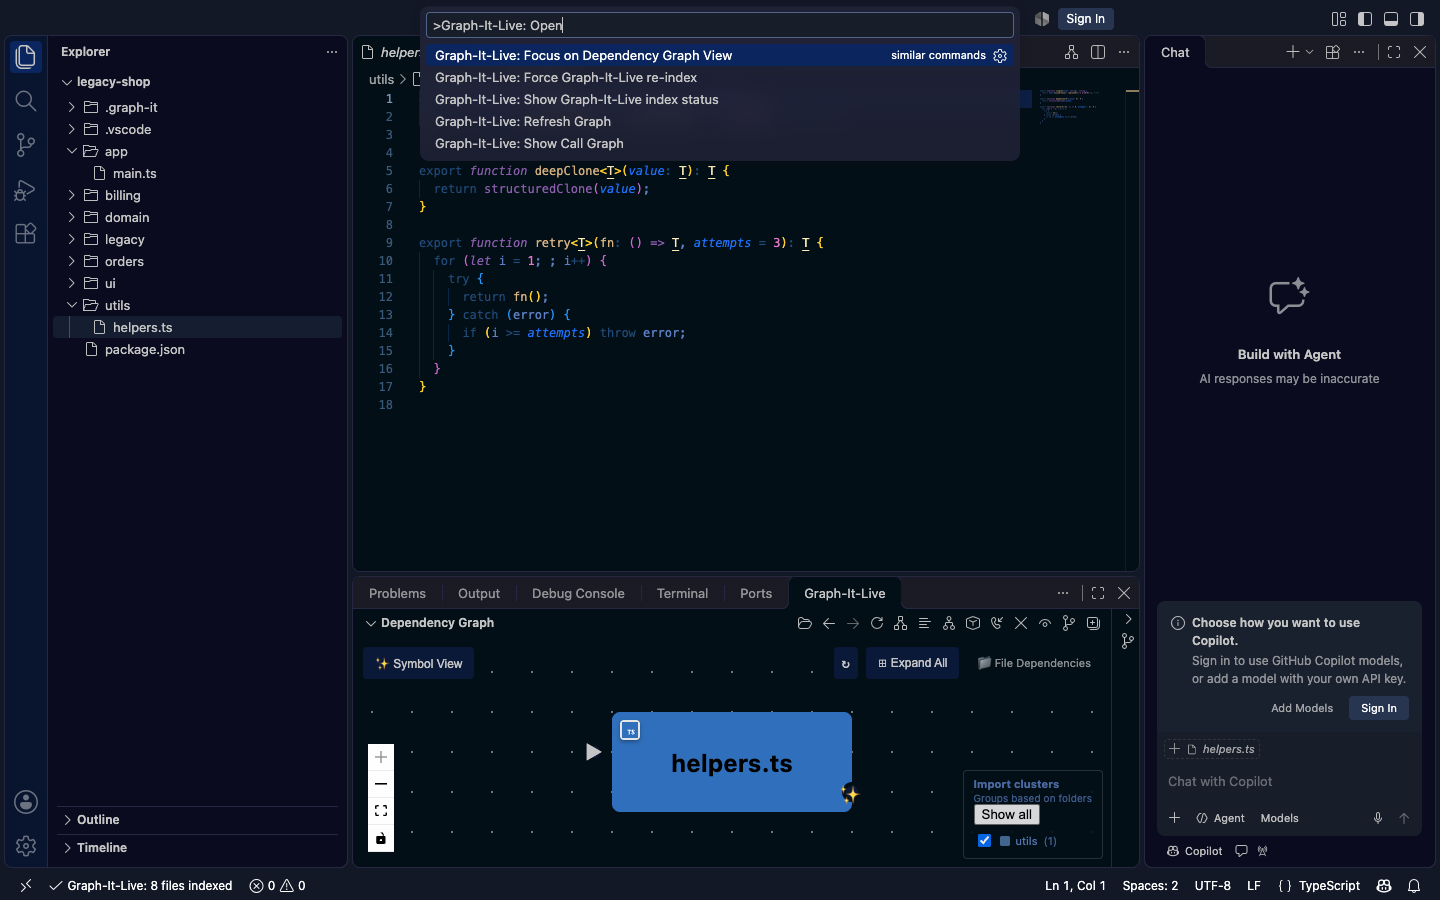 >Graph-It-Live: Open
Sign In
Graph-It-Live: Focus on Dependency Graph View
similar commands
Graph-It-Live: Force Graph-It-Live re-index
Graph-It-Live: Show Graph-It-Live index status
Graph-It-Live: Refresh Graph
Graph-It-Live: Show Call Graph
Explorer
legacy-shop
.graph-it
.vscode
app
main.ts
billing
domain
legacy
orders
ui
utils
helpers.ts
package.json
Outline
Timeline
utils
1
2
3
4
5 export function deepClone<T>(value: T): T {
6 return structuredClone(value);
7 }
8
9 export function retry<T>(fn: () => T, attempts = 3): T {
10 for (let i = 1; ; i++) {
11 try {
12 return fn();
13 } catch (error) {
14 if (i >= attempts) throw error;
15 }
16 }
17 }
18
Problems
Output
Debug Console
Terminal
Ports
Graph-It-Live
Dependency Graph
Symbol View
↻
⊞ Expand All
File Dependencies
TS
helpers.ts
Import clusters
Groups based on folders
Show all
utils (1)
Chat
Build with Agent
AI responses may be inaccurate
Choose how you want to use
Copilot.
Sign in to use GitHub Copilot models,
or add a model with your own API key.
Add Models
Sign In
helpers.ts
Chat with Copilot
Agent
Models
Copilot
Graph-It-Live: 8 files indexed
0
0
Ln 1, Col 1
Spaces: 2
UTF-8
LF
{ } TypeScript